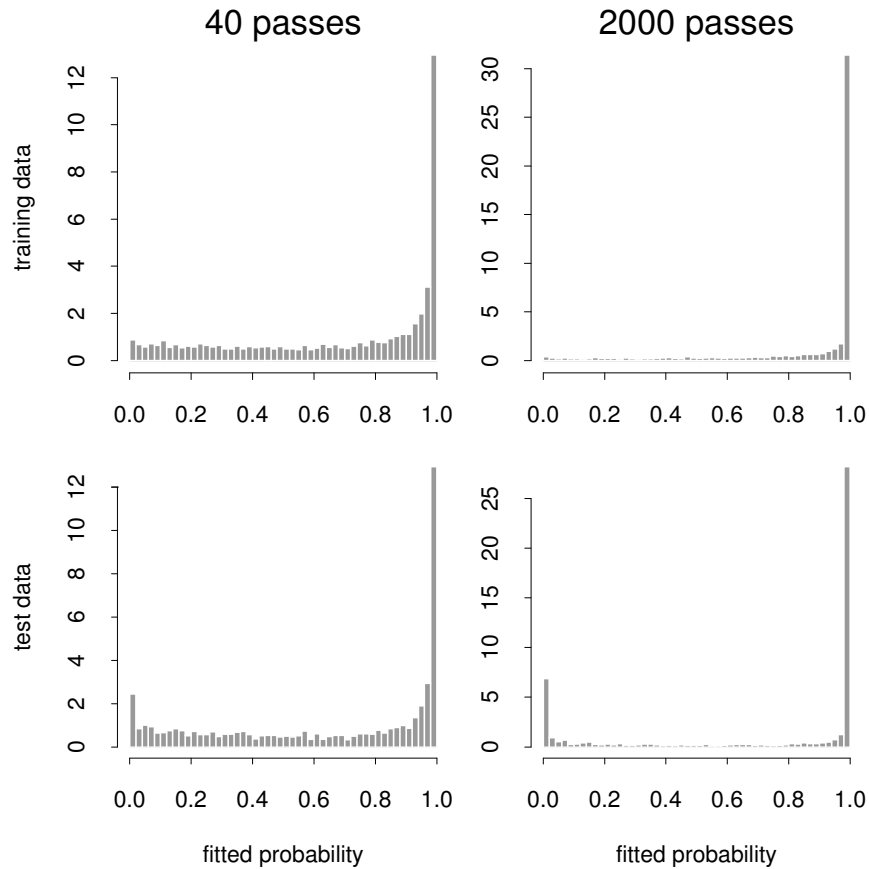 40 passes
2000 passes
training data
0 2 4 6 8 10 12
0 5 10 15 20 25 30
0.0 0.2 0.4 0.6 0.8 1.0
0.0 0.2 0.4 0.6 0.8 1.0
test data
0 2 4 6 8 10 12
0 5 10 15 20 25
0.0 0.2 0.4 0.6 0.8 1.0
0.0 0.2 0.4 0.6 0.8 1.0
fitted probability
fitted probability